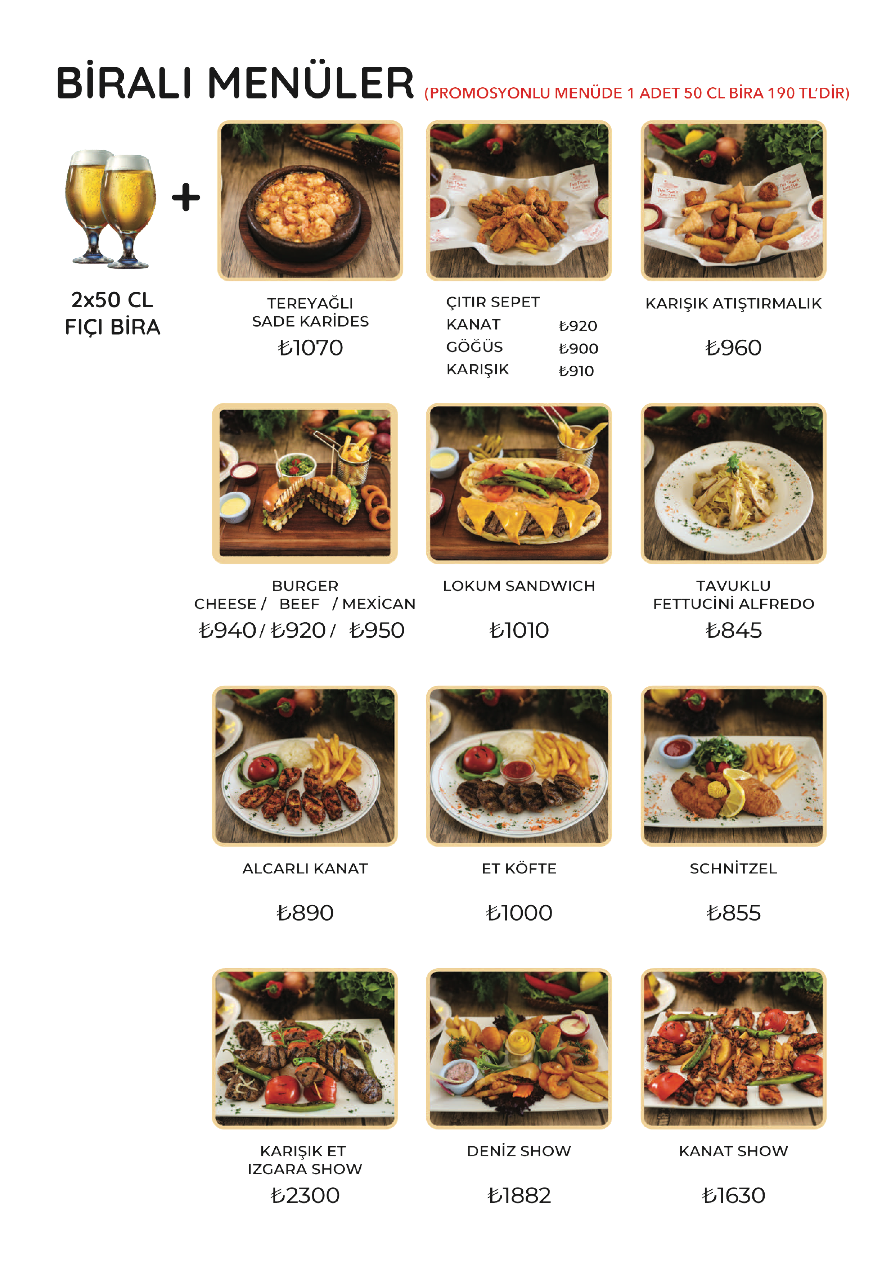 BİRALI MENÜLER (PROMOSYONLU MENÜDE 1 ADET 50 CL BİRA 190 TL'DİR)
+
2x50 CL
FIÇI BİRA
TEREYAĞLI
SADE KARİDES
₺1070
ÇITIR SEPET
KANAT ₺920
GÖĞÜS ₺900
KARIŞIK ₺910
KARIŞIK ATIŞTIRMALIK
₺960
BURGER
CHEESE / BEEF / MEXİCAN
₺940 / ₺920 / ₺950
LOKUM SANDWICH
₺1010
TAVUKLU
FETTUCİNİ ALFREDO
₺845
ALCARLI KANAT
₺890
ET KÖFTE
₺1000
SCHNİTZEL
₺855
KARIŞIK ET
IZGARA SHOW
₺2300
DENİZ SHOW
₺1882
KANAT SHOW
₺1630